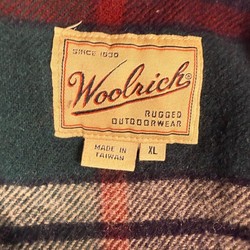 SINCE 1830
Woolrich
RUGGED
OUTDOORWEAR
MADE IN
TAIWAN
XL